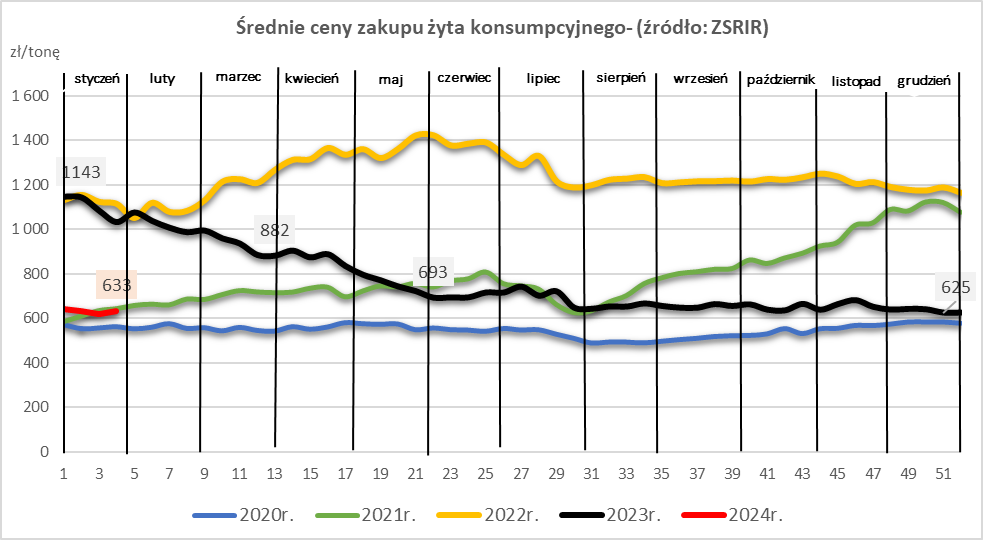 Średnie ceny zakupu żyta konsumpcyjnego- (źródło: ZSRIR)
zł/tonę
styczeń luty marzec kwiecień maj czerwiec lipiec sierpień wrzesień październik listopad grudzień
1 600
1 400
1 200
1 000
800
600
400
200
0
1143
882
693
633
625
1 3 5 7 9 11 13 15 17 19 21 23 25 27 29 31 33 35 37 39 41 43 45 47 49 51
2020r. 2021r. 2022r. 2023r. 2024r.